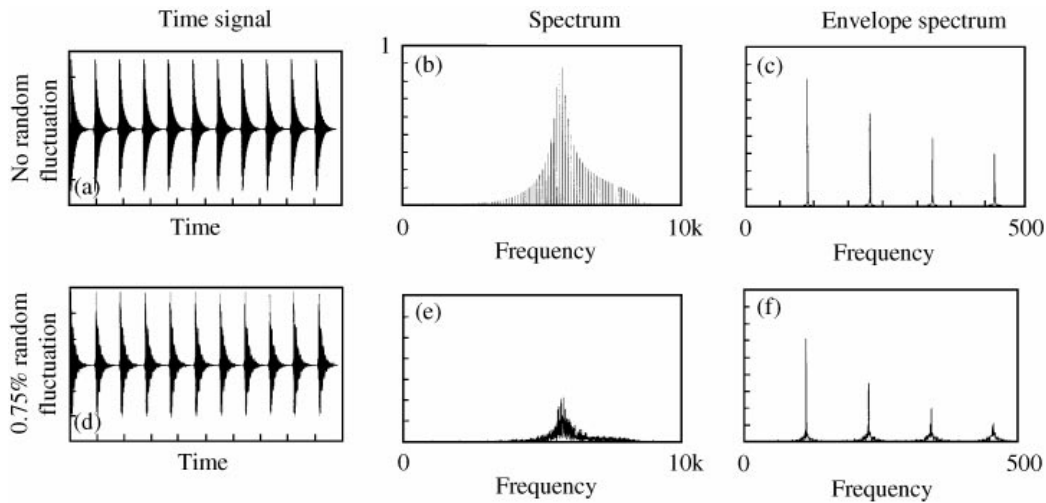 Time signal
Spectrum
Envelope spectrum
No random
fluctuation
(a)
Time
1
(b)
0
10k
Frequency
(c)
0
500
Frequency
0.75% random
fluctuation
(d)
Time
(e)
0
10k
Frequency
(f)
0
500
Frequency